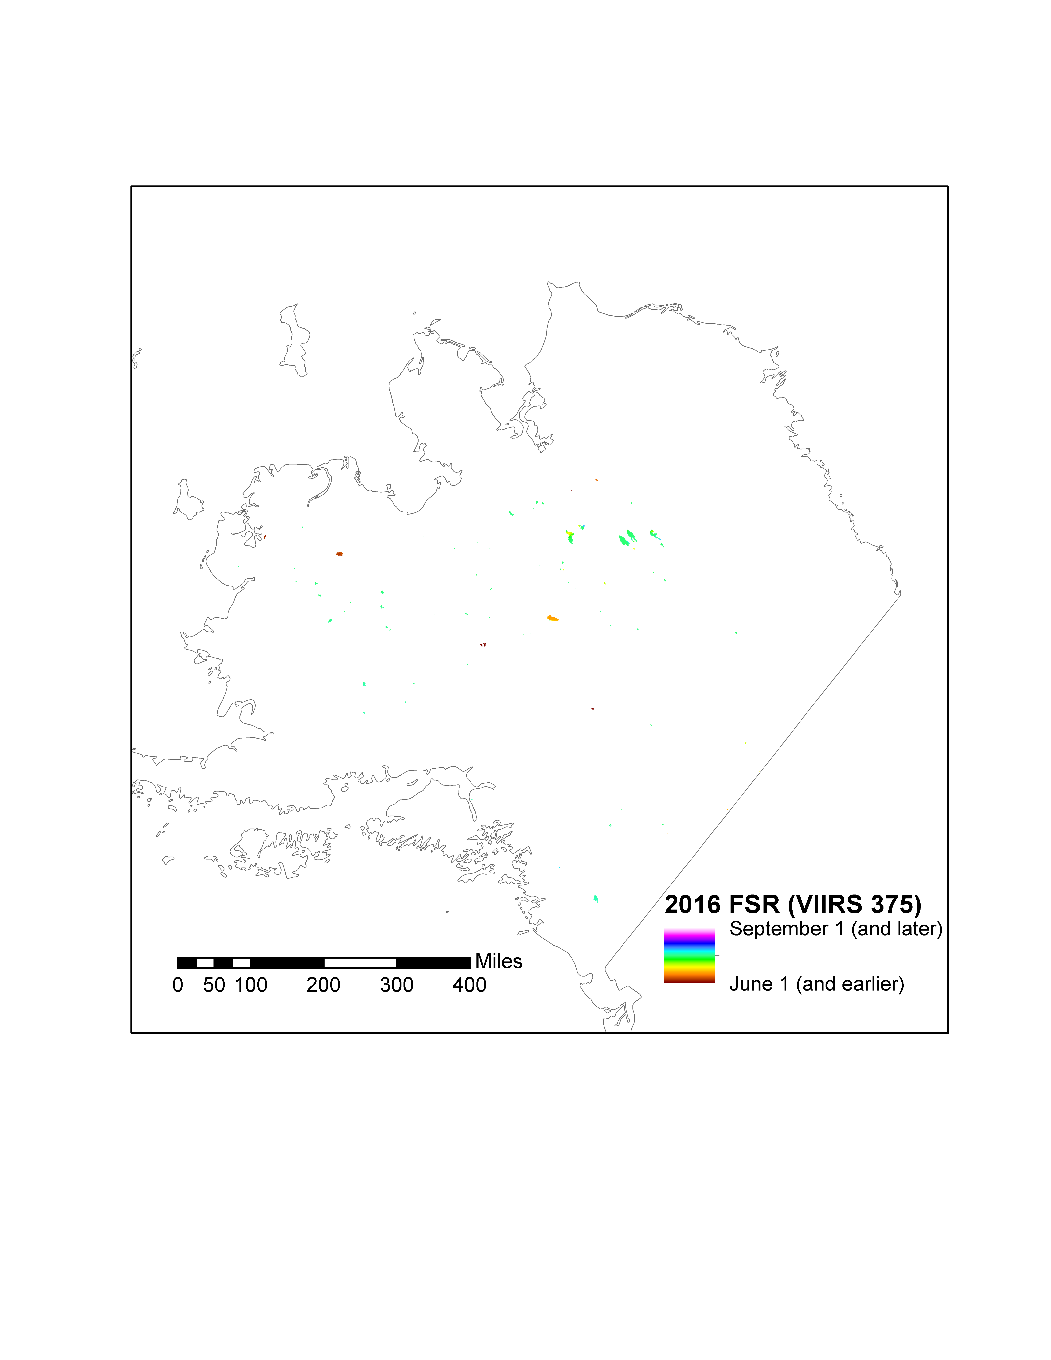 2016 FSR (VIIRS 375)
September 1 (and later)
June 1 (and earlier)
Miles
0 50 100 200 300 400